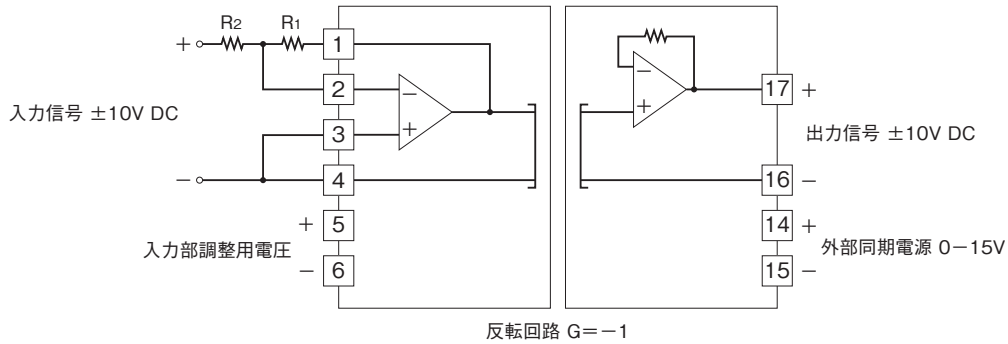 R2 R1
+ 1
2 − 17 +
入力信号 ±10V DC
+ − +
3 出力信号 ±10V DC
− 4 16 −
+ 5 14 +
入力部調整用電圧 外部同期電源 0−15V
− 6 15 −
反転回路 G=−1